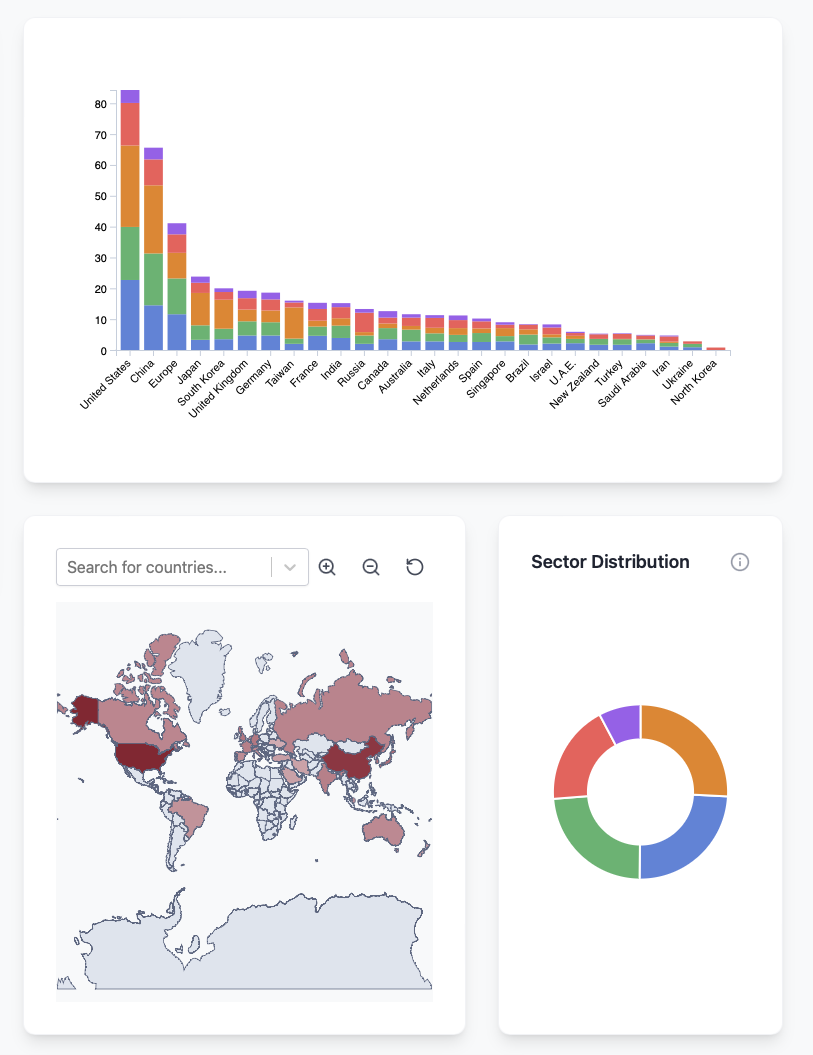 80
70
60
50
40
30
20
10
0
United States
China
Europe
Japan
South Korea
United Kingdom
Germany
Taiwan
France
India
Russia
Canada
Australia
Italy
Netherlands
Spain
Singapore
Brazil
Israel
U.A.E.
New Zealand
Turkey
Saudi Arabia
Iran
Ukraine
North Korea
Search for countries...
Sector Distribution